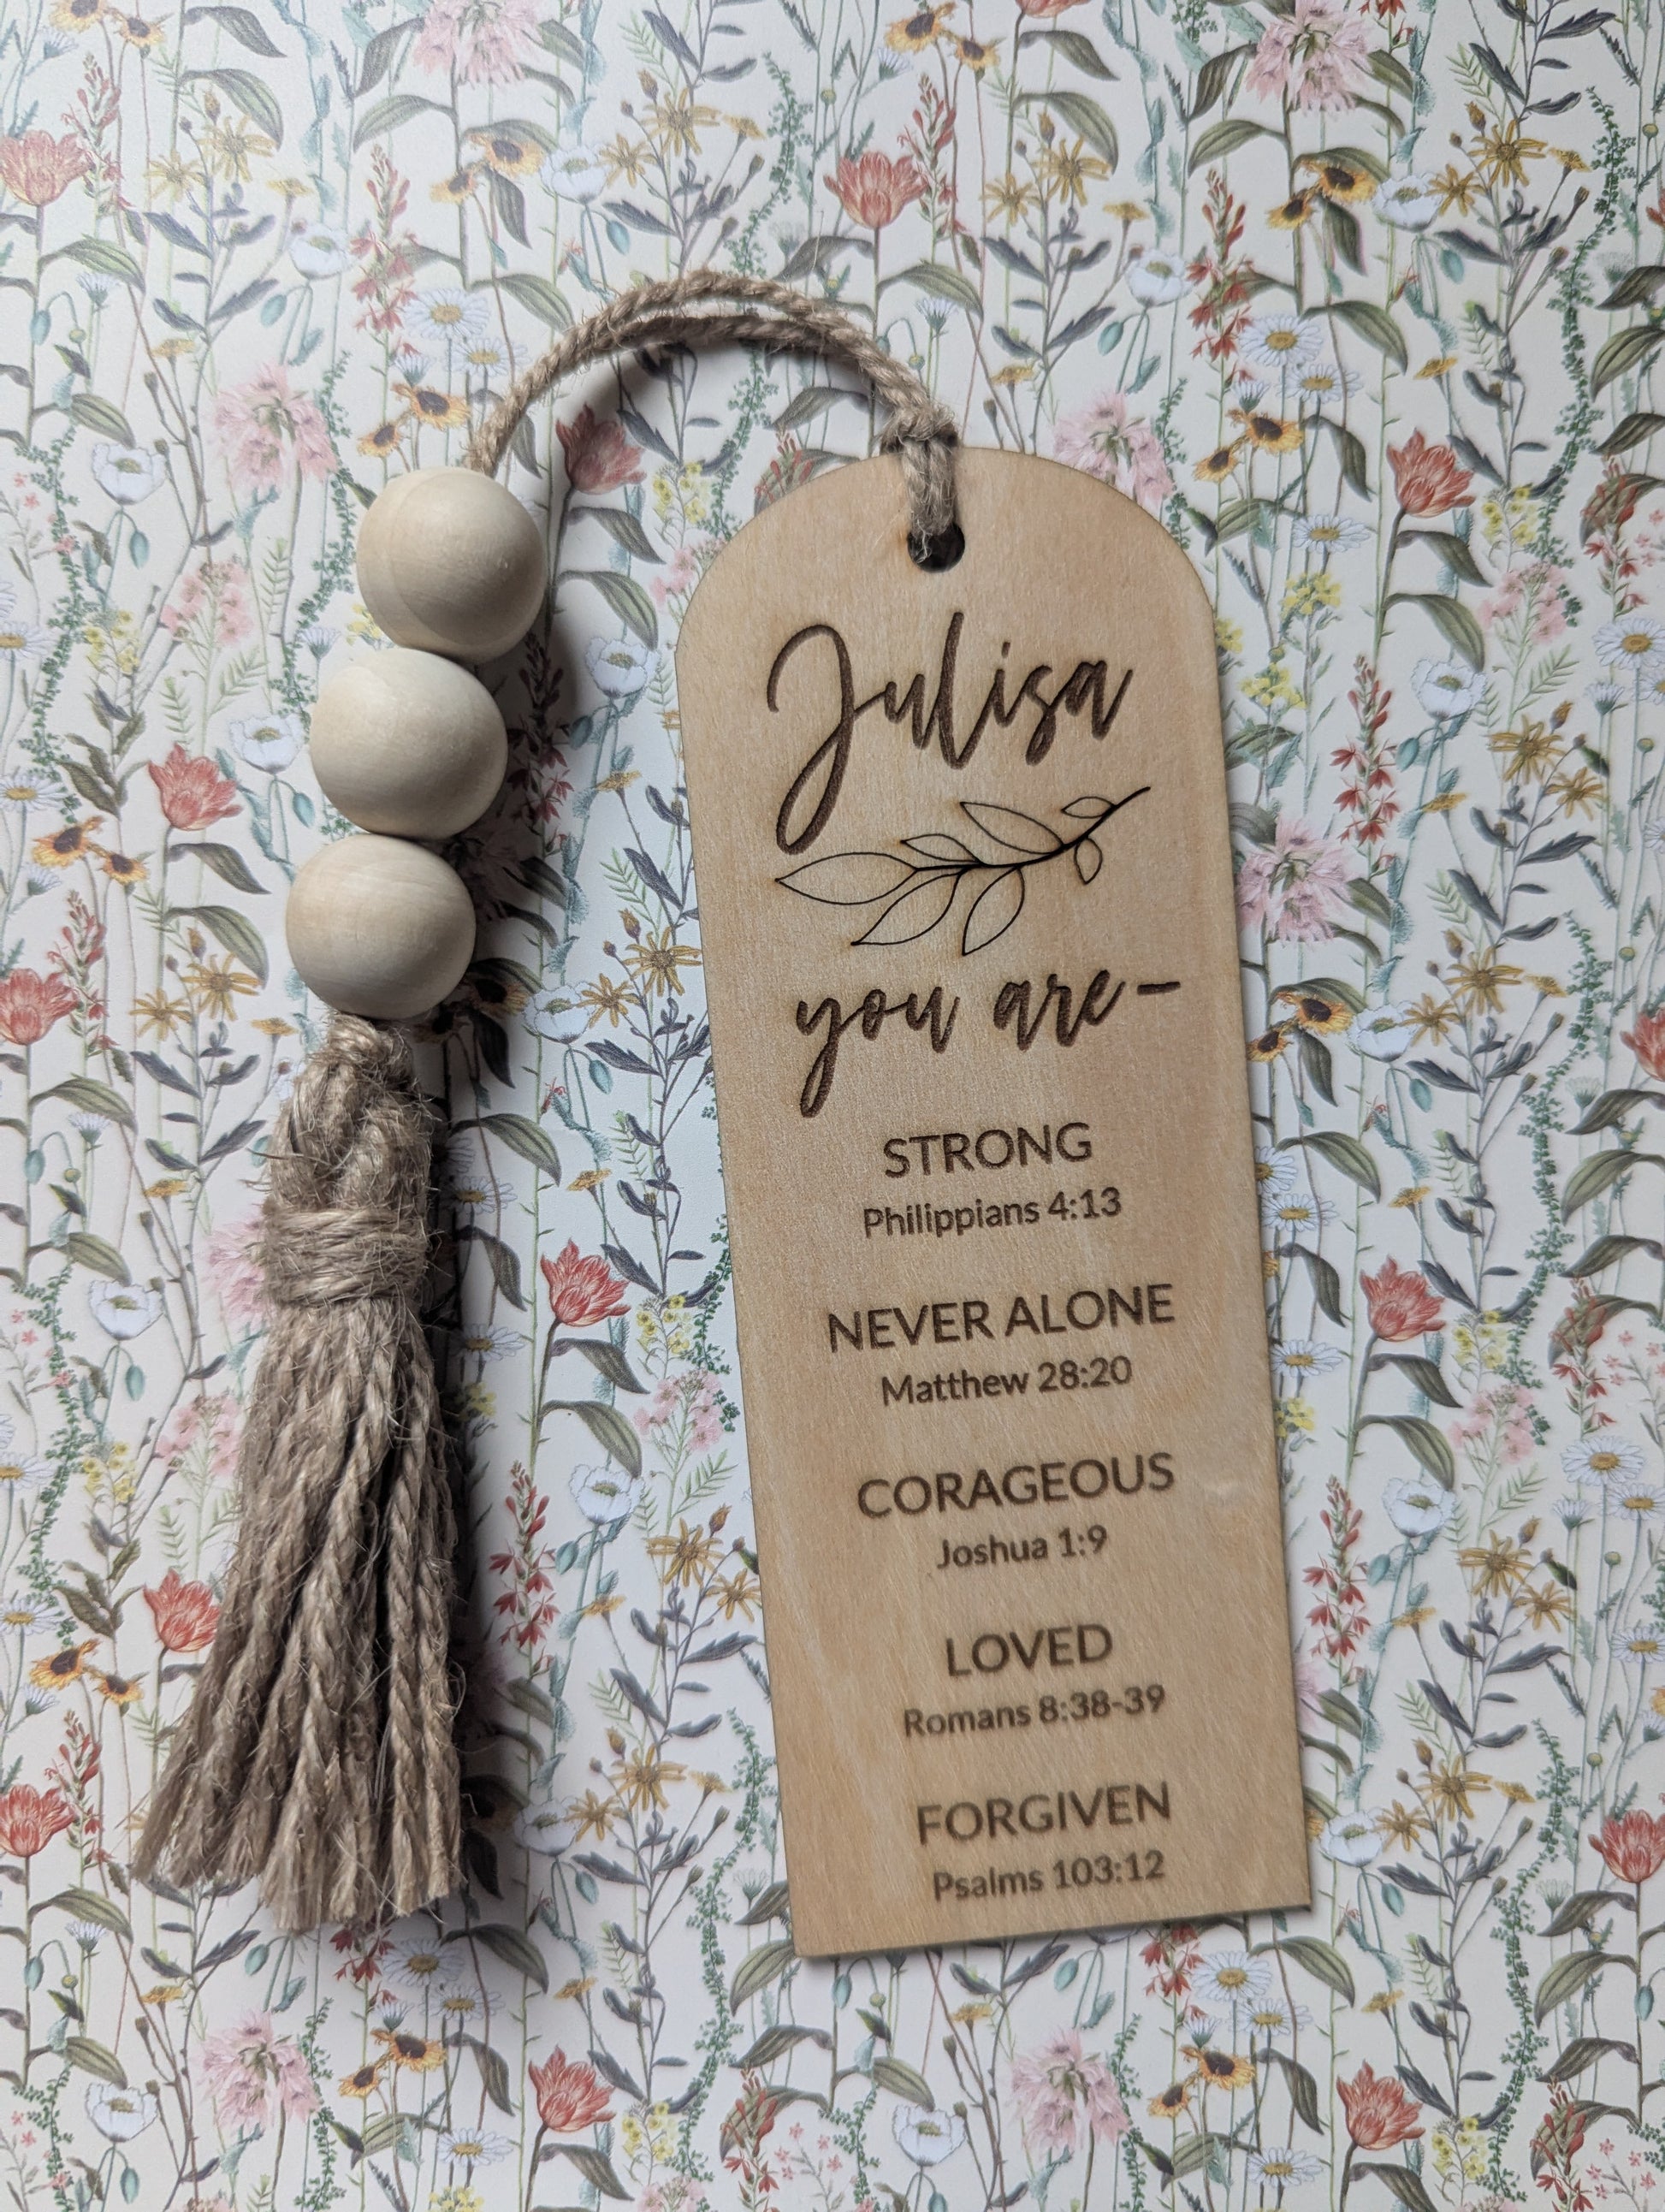 Julisa
you are-
STRONG
Philippians 4:13
NEVER ALONE
Matthew 28:20
CORAGEOUS
Joshua 1:9
LOVED
Romans 8:38-39
FORGIVEN
Psalms 103:12